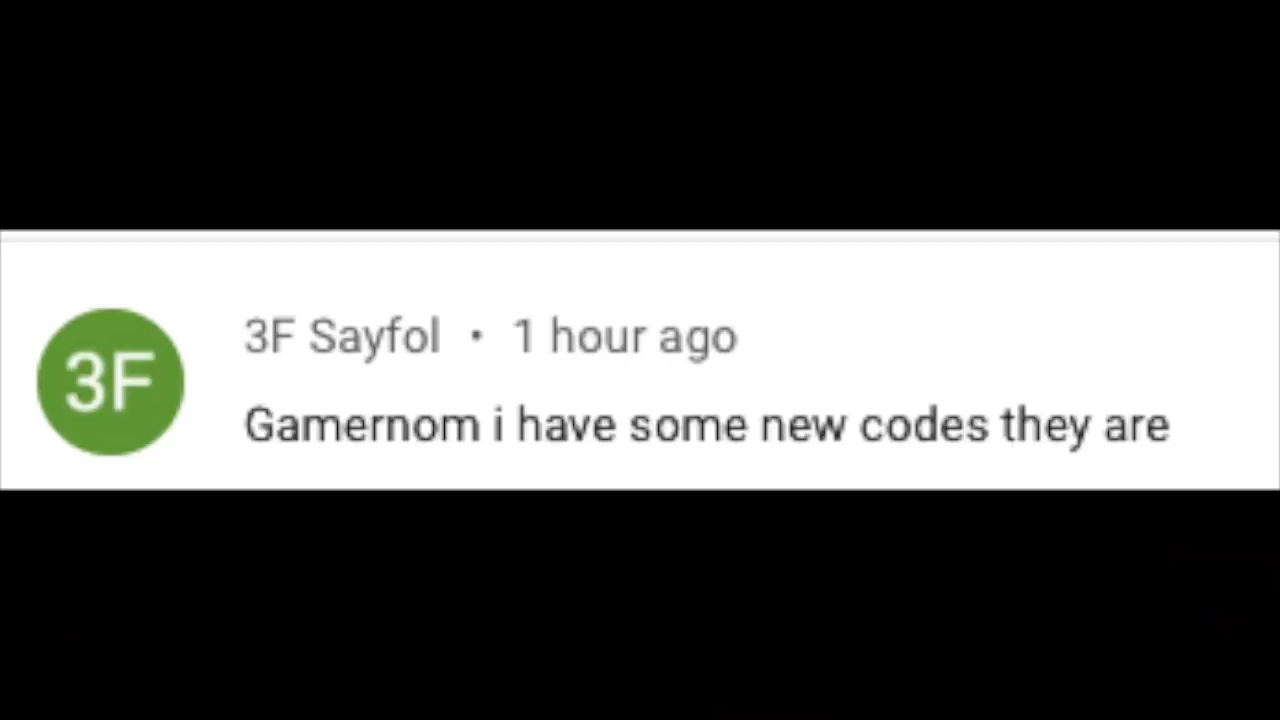 3F
3F Sayfol • 1 hour ago
Gamernom i have some new codes they are